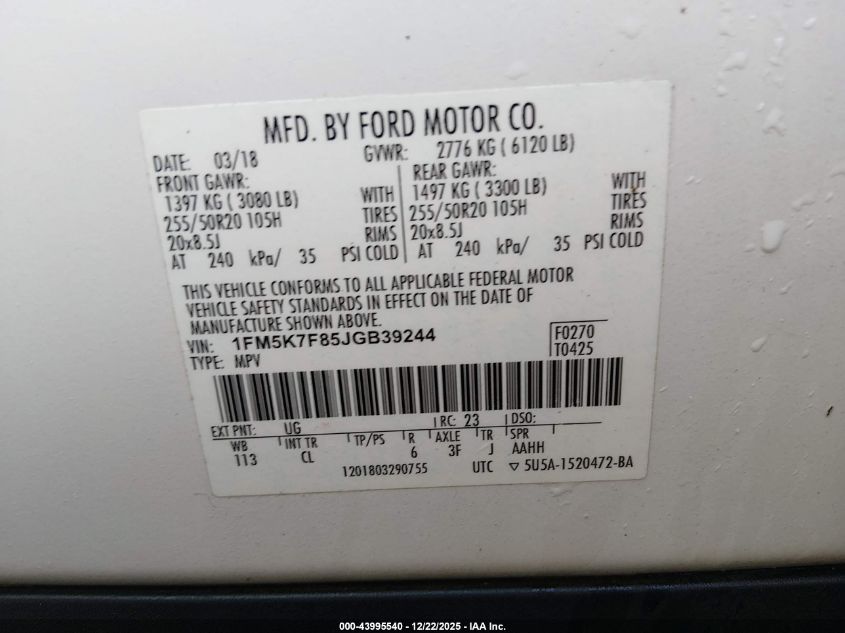 MFD. BY FORD MOTOR CO.
DATE: 03/18 GVWR: 2776 KG ( 6120 LB)
FRONT GAWR: REAR GAWR:
1397 KG ( 3080 LB) WITH 1497 KG ( 3300 LB) WITH
255/50R20 105H TIRES 255/50R20 105H TIRES
20x8.5J RIMS 20x8.5J RIMS
AT 240 kPa/ 35 PSI COLD AT 240 kPa/ 35 PSI COLD
THIS VEHICLE CONFORMS TO ALL APPLICABLE FEDERAL MOTOR
VEHICLE SAFETY STANDARDS IN EFFECT ON THE DATE OF
MANUFACTURE SHOWN ABOVE.
VIN: 1FM5K7F85JGB39244 F0270
TYPE: MPV T0425
EXT PNT: UG RC: 23 DSO:
WB INT TR TP/PS R AXLE TR SPR
113 CL 6 3F J AAHH
1201803290755 UTC ▽ 5U5A-1520472-BA
000-43995540 - 12/22/2025 - IAA Inc.